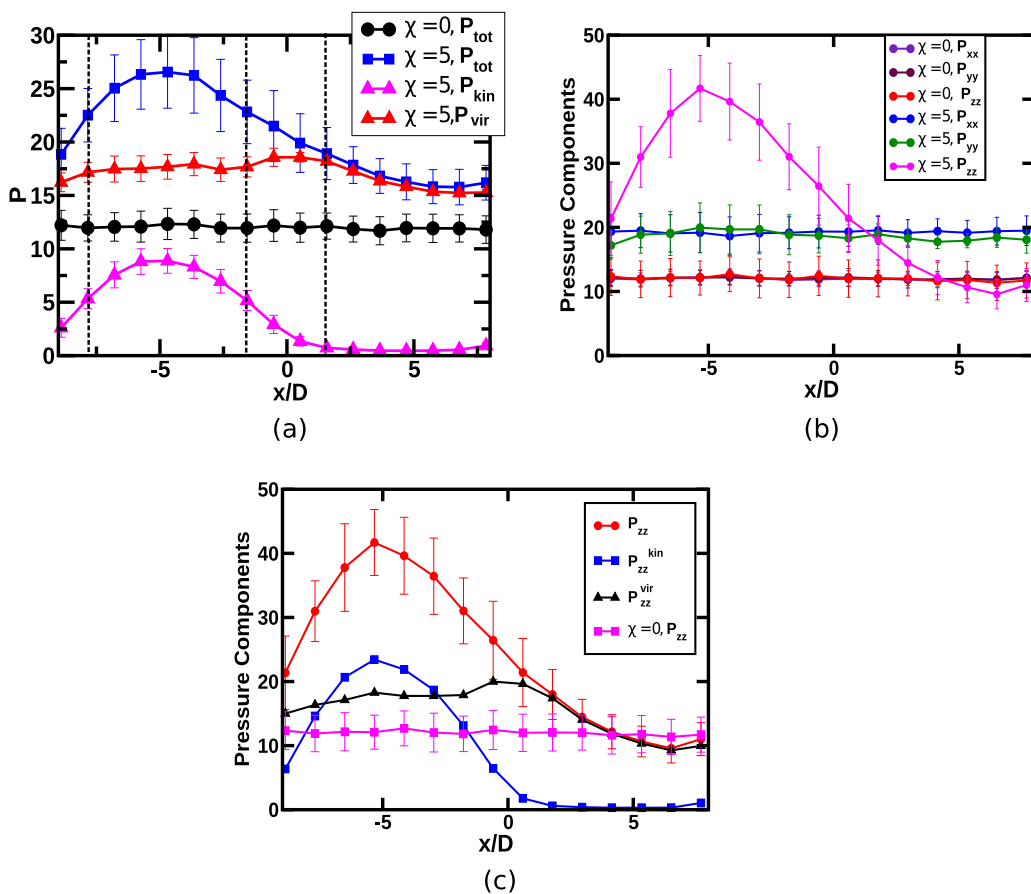 χ=0, P_tot
χ=5, P_tot
χ=5, P_kin
χ=5, P_vir
P
30
25
20
15
10
5
0
-5 0 5
x/D
(a)
χ=0, P_xx
χ=0, P_yy
χ=0, P_zz
χ=5, P_xx
χ=5, P_yy
χ=5, P_zz
Pressure Components
50
40
30
20
10
0
-5 0 5
x/D
(b)
P_zz
P_zz^kin
P_zz^vir
χ=0, P_zz
Pressure Components
50
40
30
20
10
0
-5 0 5
x/D
(c)